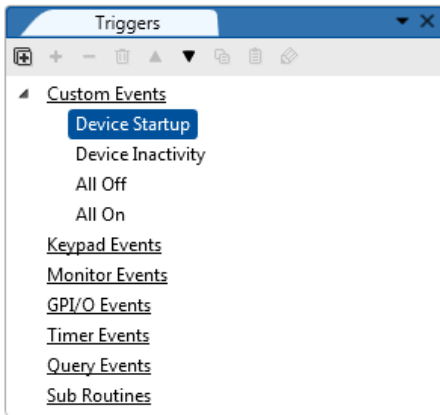 Triggers
Custom Events
Device Startup
Device Inactivity
All Off
All On
Keypad Events
Monitor Events
GPI/O Events
Timer Events
Query Events
Sub Routines